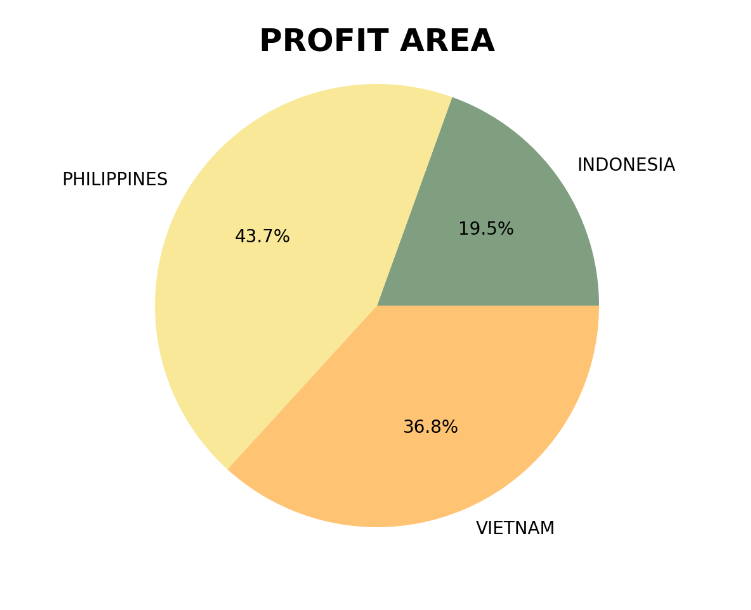 PROFIT AREA
INDONESIA
PHILIPPINES
19.5%
43.7%
36.8%
VIETNAM